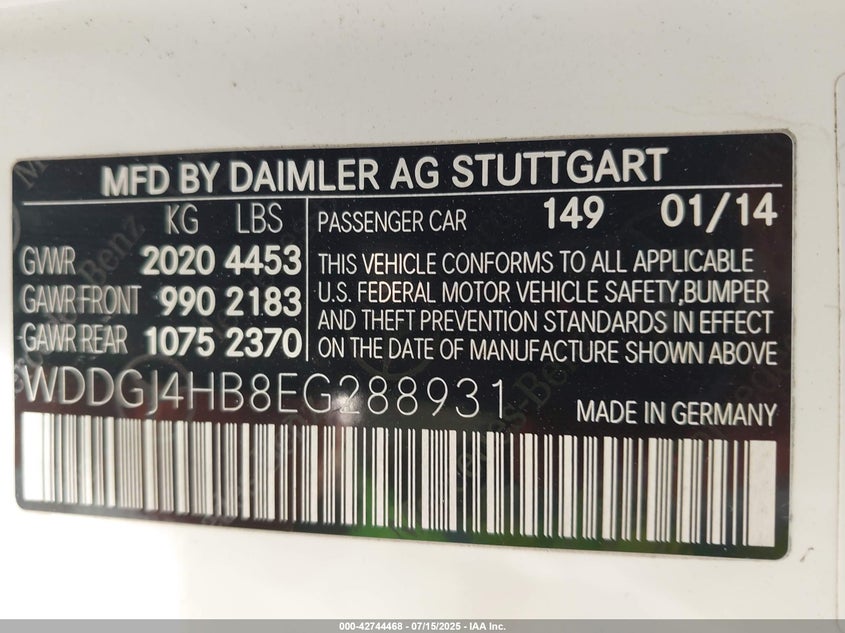 MFD BY DAIMLER AG STUTTGART
KG LBS
GVWR 2020 4453
GAWR FRONT 990 2183
GAWR REAR 1075 2370
PASSENGER CAR 149 01/14
THIS VEHICLE CONFORMS TO ALL APPLICABLE
U.S. FEDERAL MOTOR VEHICLE SAFETY,BUMPER
AND THEFT PREVENTION STANDARDS IN EFFECT
ON THE DATE OF MANUFACTURE SHOWN ABOVE
WDDGJ4HB8EG288931
MADE IN GERMANY
000-42744468 - 07/15/2025 - IAA Inc.